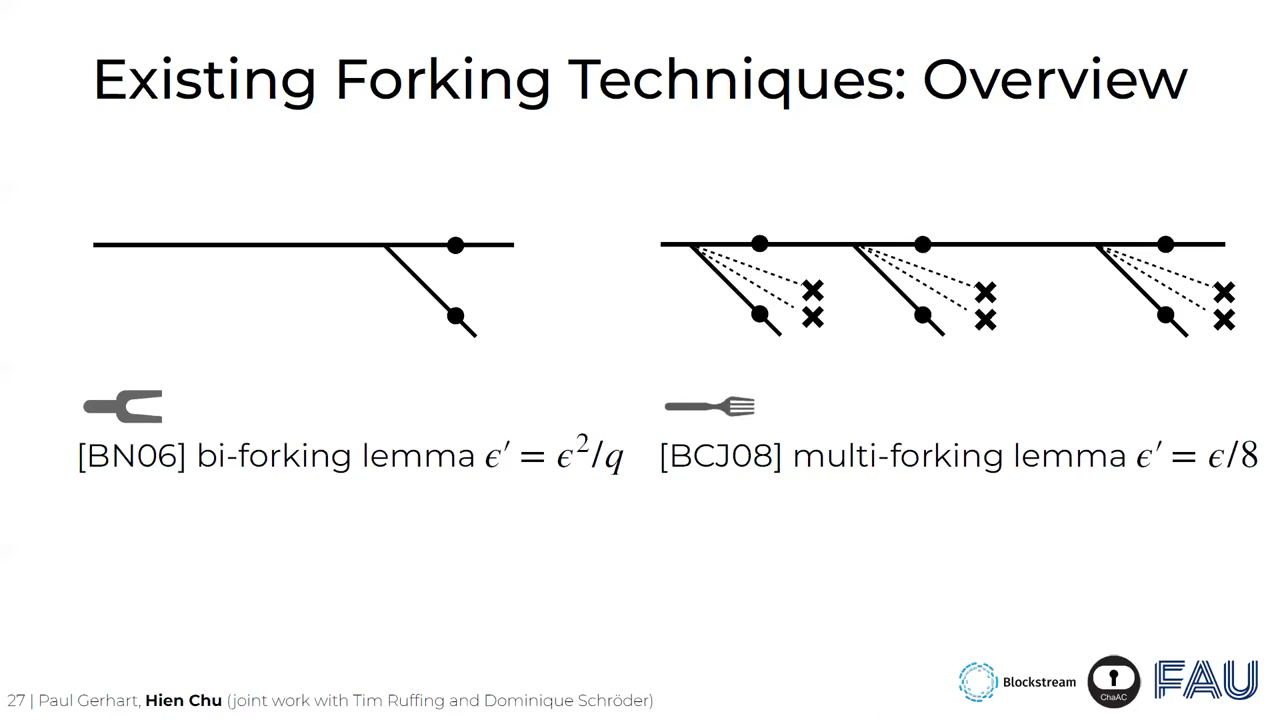 Existing Forking Techniques: Overview
[BN06] bi-forking lemma ϵ′ = ϵ²/q
[BCJ08] multi-forking lemma ϵ′ = ϵ/8
27 | Paul Gerhart, Hien Chu (joint work with Tim Ruffing and Dominique Schröder)
Blockstream
ChaAC
FAU